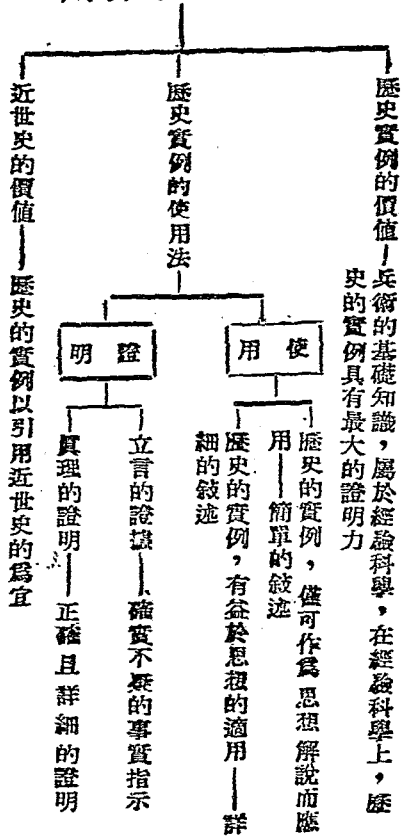 歷史實例的價值——兵術的基礎知識，屬於經驗科學，在經驗科學上，歷
史的實例具有最大的證明力
歷史實例的使用法
使用
歷史的實例，僅可作爲思想解說而應
用——簡單的敍述
歷史的實例，有益於思想的適用——詳
細的敍述
證明
立言的證據——確實不疑的事實指示
眞理的證明——正確且詳細的證明
近世史的價值——歷史的實例以引用近世史的爲宜